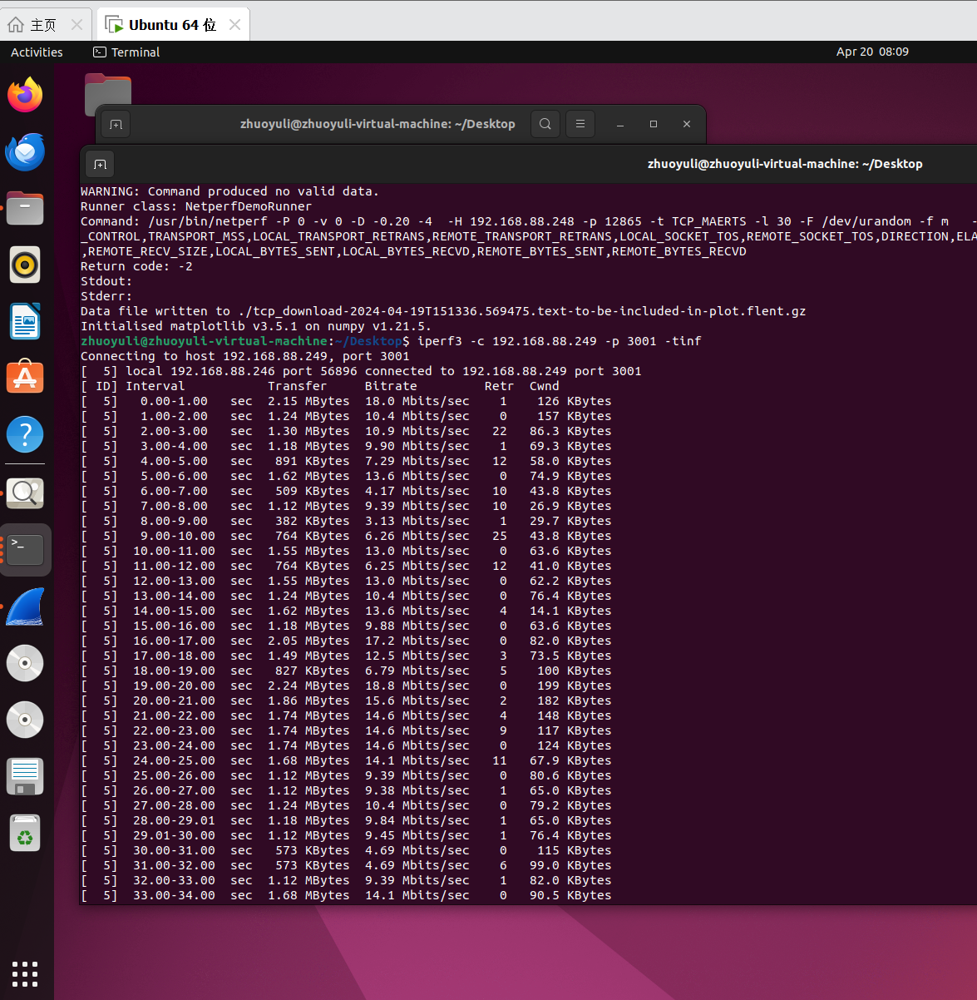 主页
Ubuntu 64 位
Activities
Terminal
Apr 20 08:09
zhuoyuli@zhuoyuli-virtual-machine: ~/Desktop
zhuoyuli@zhuoyuli-virtual-machine: ~/Desktop
WARNING: Command produced no valid data.
Runner class: NetperfDemoRunner
Command: /usr/bin/netperf -P 0 -v 0 -D -0.20 -4  -H 192.168.88.248 -p 12865 -t TCP_MAERTS -l 30 -F /dev/urandom -f m   -
_CONTROL,TRANSPORT_MSS,LOCAL_TRANSPORT_RETRANS,REMOTE_TRANSPORT_RETRANS,LOCAL_SOCKET_TOS,REMOTE_SOCKET_TOS,DIRECTION,ELA
,REMOTE_RECV_SIZE,LOCAL_BYTES_SENT,LOCAL_BYTES_RECVD,REMOTE_BYTES_SENT,REMOTE_BYTES_RECVD
Return code: -2
Stdout:
Stderr:
Data file written to ./tcp_download-2024-04-19T151336.569475.text-to-be-included-in-plot.flent.gz
Initialised matplotlib v3.5.1 on numpy v1.21.5.
zhuoyuli@zhuoyuli-virtual-machine:~/Desktop$ iperf3 -c 192.168.88.249 -p 3001 -tinf
Connecting to host 192.168.88.249, port 3001
[  5] local 192.168.88.246 port 56896 connected to 192.168.88.249 port 3001
[ ID] Interval           Transfer     Bitrate         Retr  Cwnd
[  5]   0.00-1.00   sec  2.15 MBytes  18.0 Mbits/sec    1    126 KBytes
[  5]   1.00-2.00   sec  1.24 MBytes  10.4 Mbits/sec    0    157 KBytes
[  5]   2.00-3.00   sec  1.30 MBytes  10.9 Mbits/sec   22   86.3 KBytes
[  5]   3.00-4.00   sec  1.18 MBytes  9.90 Mbits/sec    1   69.3 KBytes
[  5]   4.00-5.00   sec   891 KBytes  7.29 Mbits/sec   12   58.0 KBytes
[  5]   5.00-6.00   sec  1.62 MBytes  13.6 Mbits/sec    0   74.9 KBytes
[  5]   6.00-7.00   sec   509 KBytes  4.17 Mbits/sec   10   43.8 KBytes
[  5]   7.00-8.00   sec  1.12 MBytes  9.39 Mbits/sec   10   26.9 KBytes
[  5]   8.00-9.00   sec   382 KBytes  3.13 Mbits/sec    1   29.7 KBytes
[  5]   9.00-10.00  sec   764 KBytes  6.26 Mbits/sec   25   43.8 KBytes
[  5]  10.00-11.00  sec  1.55 MBytes  13.0 Mbits/sec    0   63.6 KBytes
[  5]  11.00-12.00  sec   764 KBytes  6.25 Mbits/sec   12   41.0 KBytes
[  5]  12.00-13.00  sec  1.55 MBytes  13.0 Mbits/sec    0   62.2 KBytes
[  5]  13.00-14.00  sec  1.24 MBytes  10.4 Mbits/sec    0   76.4 KBytes
[  5]  14.00-15.00  sec  1.62 MBytes  13.6 Mbits/sec    4   14.1 KBytes
[  5]  15.00-16.00  sec  1.18 MBytes  9.88 Mbits/sec    0   63.6 KBytes
[  5]  16.00-17.00  sec  2.05 MBytes  17.2 Mbits/sec    0   82.0 KBytes
[  5]  17.00-18.00  sec  1.49 MBytes  12.5 Mbits/sec    3   73.5 KBytes
[  5]  18.00-19.00  sec   827 KBytes  6.79 Mbits/sec    5    100 KBytes
[  5]  19.00-20.00  sec  2.24 MBytes  18.8 Mbits/sec    0    199 KBytes
[  5]  20.00-21.00  sec  1.86 MBytes  15.6 Mbits/sec    2    182 KBytes
[  5]  21.00-22.00  sec  1.74 MBytes  14.6 Mbits/sec    4    148 KBytes
[  5]  22.00-23.00  sec  1.74 MBytes  14.6 Mbits/sec    9    117 KBytes
[  5]  23.00-24.00  sec  1.74 MBytes  14.6 Mbits/sec    0    124 KBytes
[  5]  24.00-25.00  sec  1.68 MBytes  14.1 Mbits/sec   11   67.9 KBytes
[  5]  25.00-26.00  sec  1.12 MBytes  9.39 Mbits/sec    0   80.6 KBytes
[  5]  26.00-27.00  sec  1.12 MBytes  9.38 Mbits/sec    1   65.0 KBytes
[  5]  27.00-28.00  sec  1.24 MBytes  10.4 Mbits/sec    0   79.2 KBytes
[  5]  28.00-29.01  sec  1.18 MBytes  9.84 Mbits/sec    1   65.0 KBytes
[  5]  29.01-30.00  sec  1.12 MBytes  9.45 Mbits/sec    1   76.4 KBytes
[  5]  30.00-31.00  sec   573 KBytes  4.69 Mbits/sec    0    115 KBytes
[  5]  31.00-32.00  sec   573 KBytes  4.69 Mbits/sec    6   99.0 KBytes
[  5]  32.00-33.00  sec  1.12 MBytes  9.39 Mbits/sec    1   82.0 KBytes
[  5]  33.00-34.00  sec  1.68 MBytes  14.1 Mbits/sec    0   90.5 KBytes